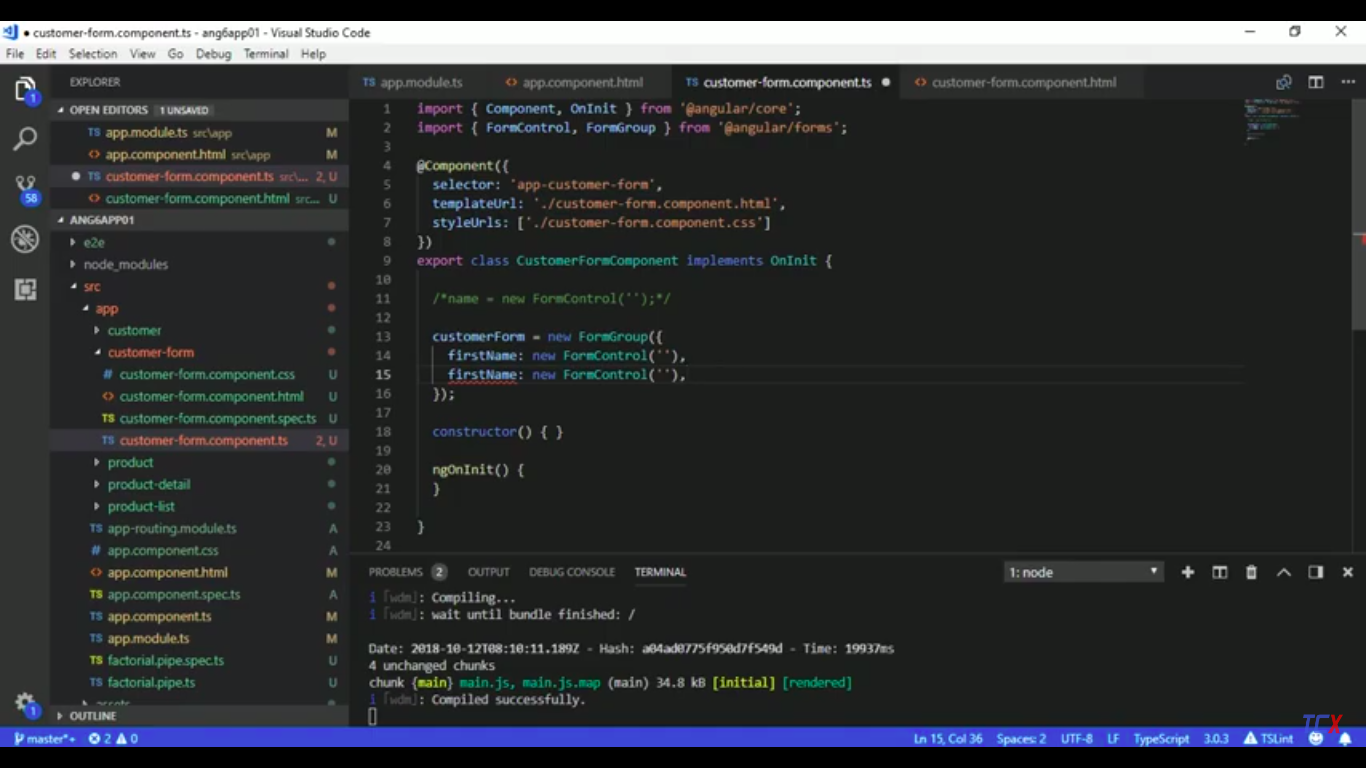 ● customer-form.component.ts - ang6app01 - Visual Studio Code
File Edit Selection View Go Debug Terminal Help
EXPLORER
OPEN EDITORS 1 UNSAVED
TS app.module.ts src\app M
<> app.component.html src\app M
● TS customer-form.component.ts src\... 2, U
<> customer-form.component.html src... U
ANG6APP01
e2e
node_modules
src
app
customer
customer-form
# customer-form.component.css U
<> customer-form.component.html U
TS customer-form.component.spec.ts U
TS customer-form.component.ts 2, U
product
product-detail
product-list
TS app-routing.module.ts A
# app.component.css A
<> app.component.html M
TS app.component.spec.ts A
TS app.component.ts M
TS app.module.ts M
TS factorial.pipe.spec.ts U
TS factorial.pipe.ts U
OUTLINE
1
58
1
TS app.module.ts <> app.component.html TS customer-form.component.ts ● <> customer-form.component.html
1 import { Component, OnInit } from '@angular/core';
2 import { FormControl, FormGroup } from '@angular/forms';
3
4 @Component({
5 selector: 'app-customer-form',
6 templateUrl: './customer-form.component.html',
7 styleUrls: ['./customer-form.component.css']
8 })
9 export class CustomerFormComponent implements OnInit {
10
11 /*name = new FormControl('');*/
12
13 customerForm = new FormGroup({
14 firstName: new FormControl(''),
15 firstName: new FormControl(''),
16 });
17
18 constructor() { }
19
20 ngOnInit() {
21 }
22
23 }
24
PROBLEMS 2 OUTPUT DEBUG CONSOLE TERMINAL 1: node
i ｢wdm｣: Compiling...
i ｢wdm｣: wait until bundle finished: /
Date: 2018-10-12T08:10:11.189Z - Hash: a04ad0775f950d7f549d - Time: 19937ms
4 unchanged chunks
chunk {main} main.js, main.js.map (main) 34.8 kB [initial] [rendered]
i ｢wdm｣: Compiled successfully.
TCX
master*+ 2 0 Ln 15, Col 36 Spaces: 2 UTF-8 LF TypeScript 3.0.3 TSLint